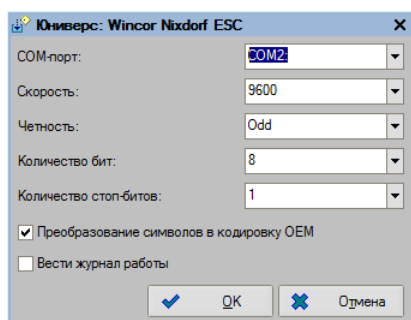 Юниверс: Wincor Nixdorf ESC
COM-порт: COM2:
Скорость: 9600
Четность: Odd
Количество бит: 8
Количество стоп-битов: 1
Преобразование символов в кодировку OEM
Вести журнал работы
OK Отмена